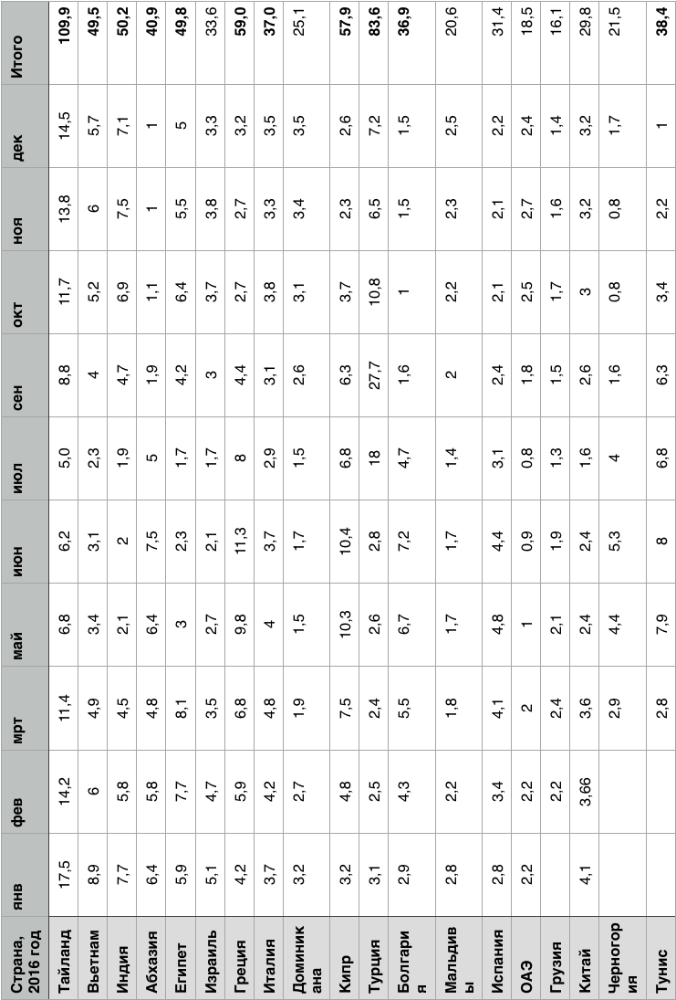 Страна, 2016 год янв фев мрт май июн июл сен окт ноя дек Итого
Тайланд 17,5 14,2 11,4 6,8 6,2 5,0 8,8 11,7 13,8 14,5 109,9
Вьетнам 8,9 6 4,9 3,4 3,1 2,3 4 5,2 6 5,7 49,5
Индия 7,7 5,8 4,5 2,1 2 1,9 4,7 6,9 7,5 7,1 50,2
Абхазия 6,4 5,8 4,8 6,4 7,5 5 1,9 1,1 1 1 40,9
Египет 5,9 7,7 8,1 3 2,3 1,7 4,2 6,4 5,5 5 49,8
Израиль 5,1 4,7 3,5 2,7 2,1 1,7 3 3,7 3,8 3,3 33,6
Греция 4,2 5,9 6,8 9,8 11,3 8 4,4 2,7 2,7 3,2 59,0
Италия 3,7 4,2 4,8 4 3,7 2,9 3,1 3,8 3,3 3,5 37,0
Доминикана 3,2 2,7 1,9 1,5 1,7 1,5 2,6 3,1 3,4 3,5 25,1
Кипр 3,2 4,8 7,5 10,3 10,4 6,8 6,3 3,7 2,3 2,6 57,9
Турция 3,1 2,5 2,4 2,6 2,8 18 27,7 10,8 6,5 7,2 83,6
Болгария 2,9 4,3 5,5 6,7 7,2 4,7 1,6 1 1,5 1,5 36,9
Мальдивы 2,8 2,2 1,8 1,7 1,7 1,4 2 2,2 2,3 2,5 20,6
Испания 2,8 3,4 4,1 4,8 4,4 3,1 2,4 2,1 2,1 2,2 31,4
ОАЭ 2,2 2,2 2 1 0,9 0,8 1,8 2,5 2,7 2,4 18,5
Грузия 2,2 2,4 2,1 1,9 1,3 1,5 1,7 1,6 1,4 16,1
Китай 4,1 3,66 3,6 2,4 2,4 1,6 2,6 3 3,2 3,2 29,8
Черногория 2,9 4,4 5,3 4 1,6 0,8 0,8 1,7 21,5
Тунис 2,8 7,9 8 6,8 6,3 3,4 2,2 1 38,4